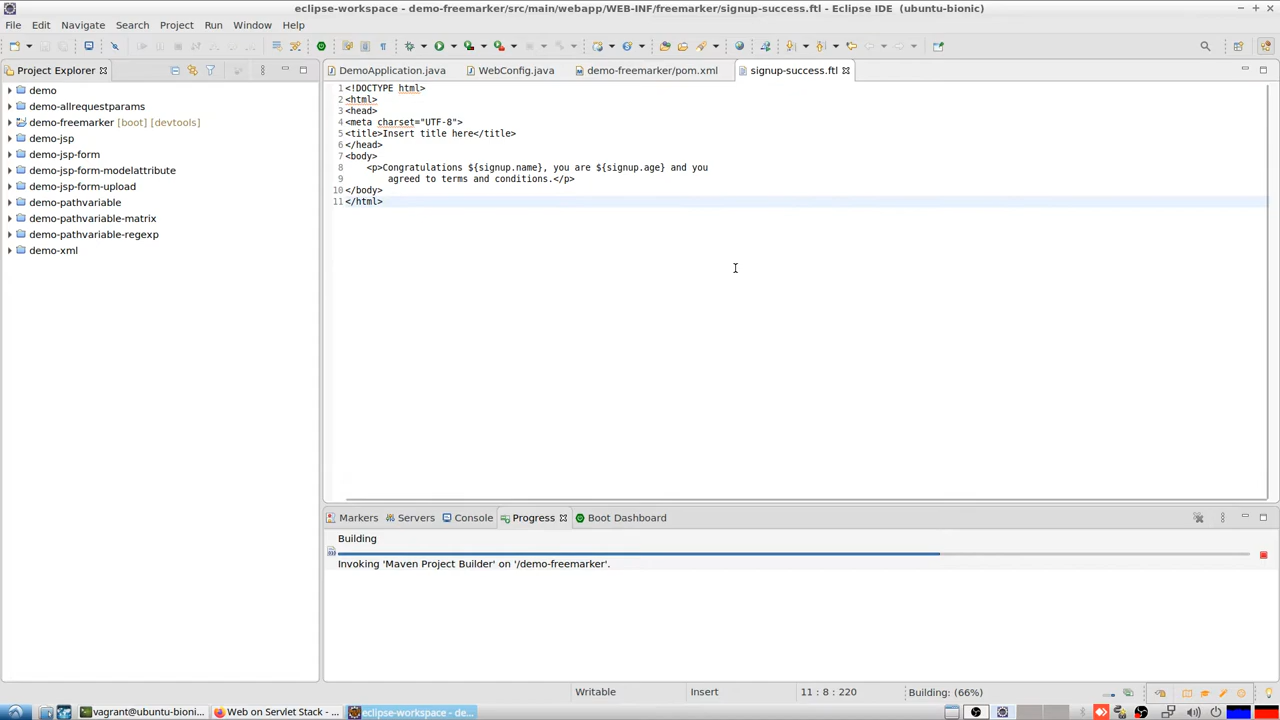 eclipse-workspace - demo-freemarker/src/main/webapp/WEB-INF/freemarker/signup-success.ftl - Eclipse IDE  (ubuntu-bionic)
File Edit Navigate Search Project Run Window Help
Project Explorer
demo
demo-allrequestparams
demo-freemarker [boot] [devtools]
demo-jsp
demo-jsp-form
demo-jsp-form-modelattribute
demo-jsp-form-upload
demo-pathvariable
demo-pathvariable-matrix
demo-pathvariable-regexp
demo-xml
DemoApplication.java WebConfig.java demo-freemarker/pom.xml signup-success.ftl
1 <!DOCTYPE html>
2 <html>
3 <head>
4 <meta charset="UTF-8">
5 <title>Insert title here</title>
6 </head>
7 <body>
8 <p>Congratulations ${signup.name}, you are ${signup.age} and you
9 agreed to terms and conditions.</p>
10 </body>
11 </html>
Markers Servers Console Progress Boot Dashboard
Building
Invoking 'Maven Project Builder' on '/demo-freemarker'.
Writable Insert 11 : 8 : 220 Building: (66%)
vagrant@ubuntu-bioni... Web on Servlet Stack - ... eclipse-workspace - de...